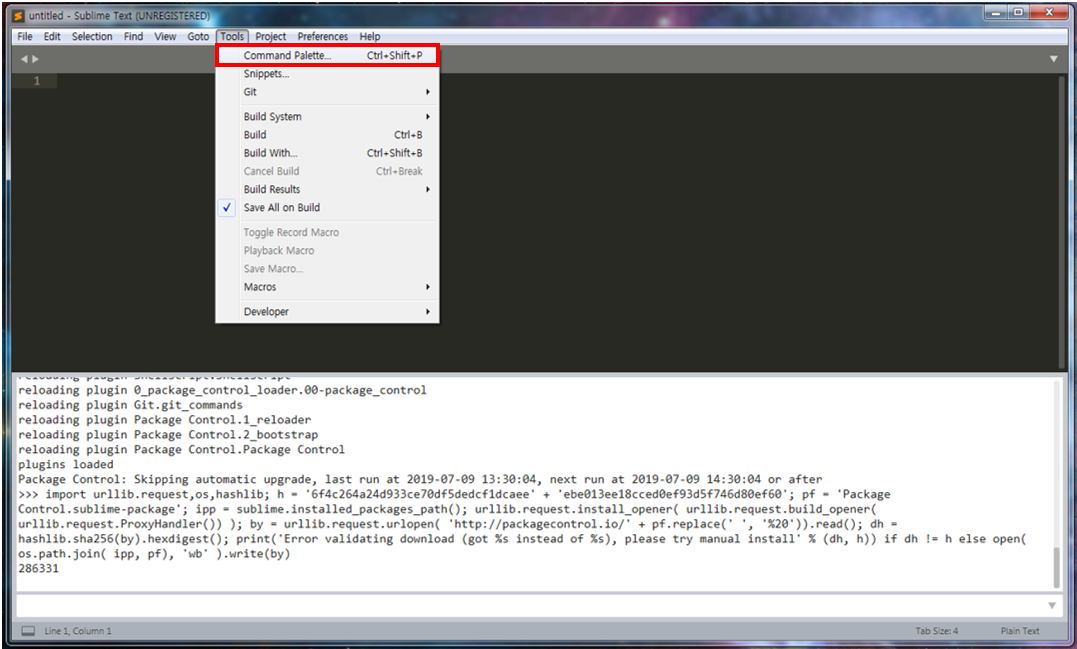 untitled - Sublime Text (UNREGISTERED)
File Edit Selection Find View Goto Tools Project Preferences Help
Command Palette... Ctrl+Shift+P
1
Snippets...
Git
Build System
Build Ctrl+B
Build With... Ctrl+Shift+B
Cancel Build Ctrl+Break
Build Results
Save All on Build
Toggle Record Macro
Playback Macro
Save Macro...
Macros
Developer
reloading plugin ShellScript.ShellScript
reloading plugin 0_package_control_loader.00-package_control
reloading plugin Git.git_commands
reloading plugin Package Control.1_reloader
reloading plugin Package Control.2_bootstrap
reloading plugin Package Control.Package Control
plugins loaded
Package Control: Skipping automatic upgrade, last run at 2019-07-09 13:30:04, next run at 2019-07-09 14:30:04 or after
>>> import urllib.request,os,hashlib; h = '6f4c264a24d933ce70df5dedcf1dcaee' + 'ebe013ee18cced0ef93d5f746d80ef60'; pf = 'Package
Control.sublime-package'; ipp = sublime.installed_packages_path(); urllib.request.install_opener( urllib.request.build_opener(
urllib.request.ProxyHandler()) ); by = urllib.request.urlopen( 'http://packagecontrol.io/' + pf.replace(' ', '%20')).read(); dh =
hashlib.sha256(by).hexdigest(); print('Error validating download (got %s instead of %s), please try manual install' % (dh, h)) if dh != h else open(
os.path.join( ipp, pf), 'wb' ).write(by)
286331
Line 1, Column 1 Tab Size: 4 Plain Text